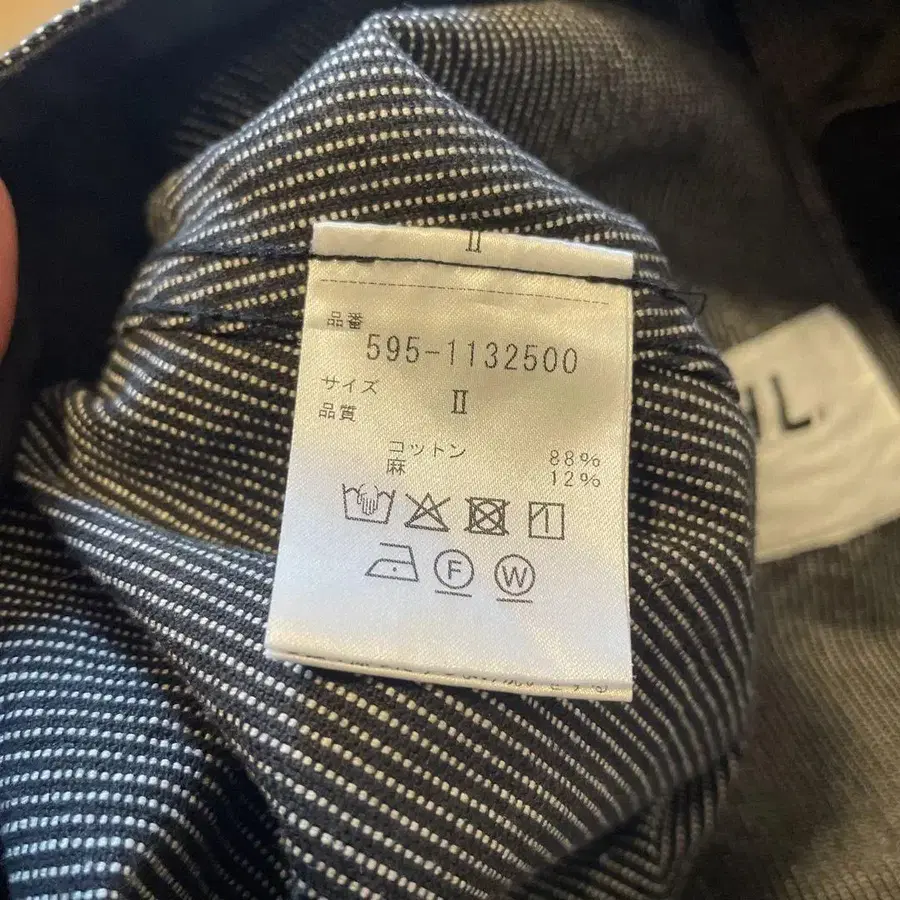 II
品番
595-1132500
サイズ II
品質
コットン 88%
麻 12%
F W
HL.